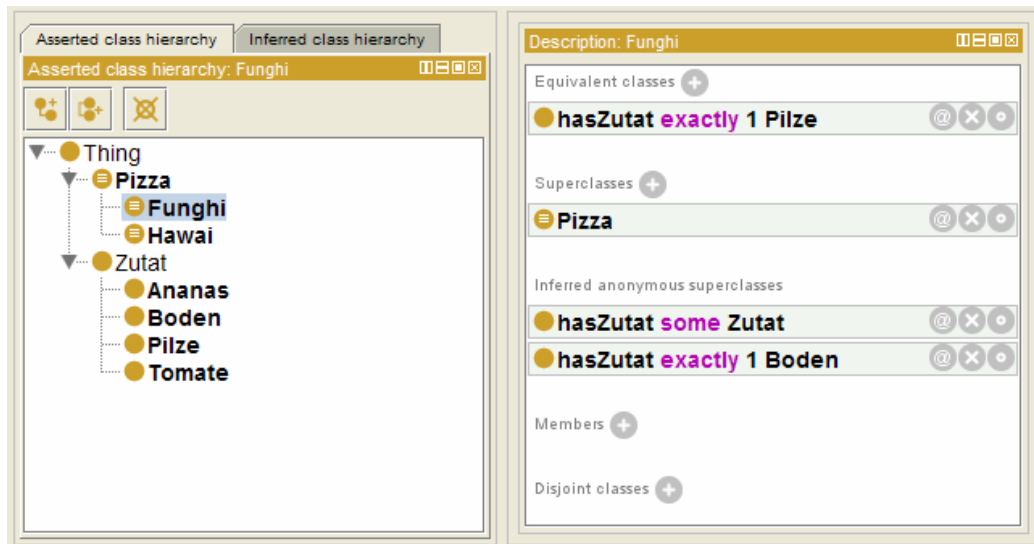 Asserted class hierarchy
Inferred class hierarchy
Asserted class hierarchy: Funghi
Thing
Pizza
Funghi
Hawai
Zutat
Ananas
Boden
Pilze
Tomate
Description: Funghi
Equivalent classes
hasZutat exactly 1 Pilze
Superclasses
Pizza
Inferred anonymous superclasses
hasZutat some Zutat
hasZutat exactly 1 Boden
Members
Disjoint classes